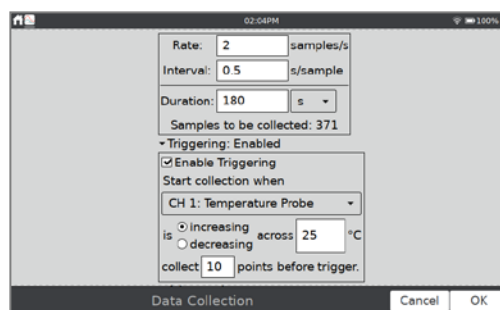 02:04PM
100%
Rate: 2 samples/s
Interval: 0.5 s/sample
Duration: 180 s
Samples to be collected: 371
Triggering: Enabled
Enable Triggering
Start collection when
CH 1: Temperature Probe
is increasing across 25 °C
decreasing
collect 10 points before trigger.
Data Collection Cancel OK